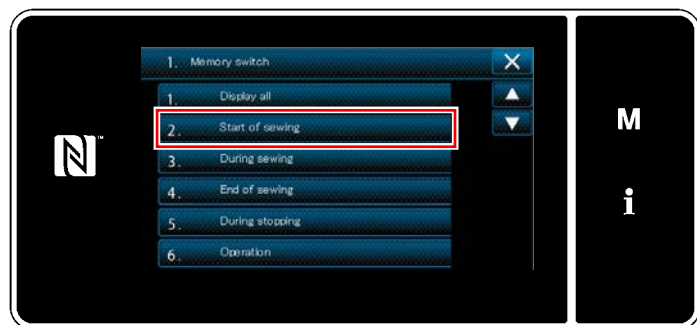 1. Memory switch
1. Display all
2. Start of sewing
3. During sewing
4. End of sewing
5. During stopping
6. Operation
N™
M
i